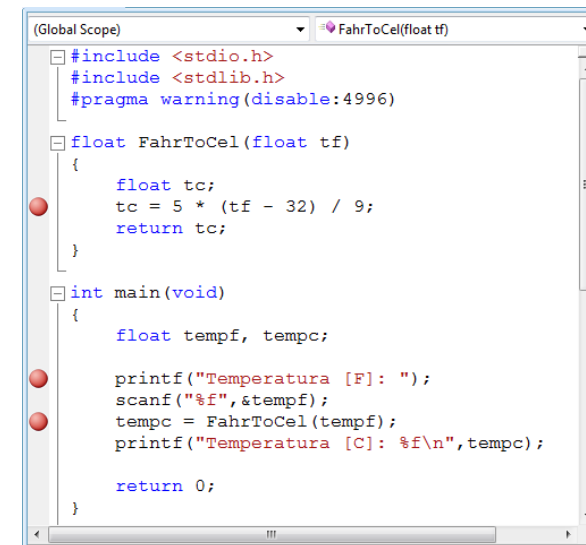 (Global Scope) FahrToCel(float tf)
#include <stdio.h>
#include <stdlib.h>
#pragma warning(disable:4996)
float FahrToCel(float tf)
{
    float tc;
    tc = 5 * (tf - 32) / 9;
    return tc;
}
int main(void)
{
    float tempf, tempc;
    printf("Temperatura [F]: ");
    scanf("%f",&tempf);
    tempc = FahrToCel(tempf);
    printf("Temperatura [C]: %f\n",tempc);
    return 0;
}